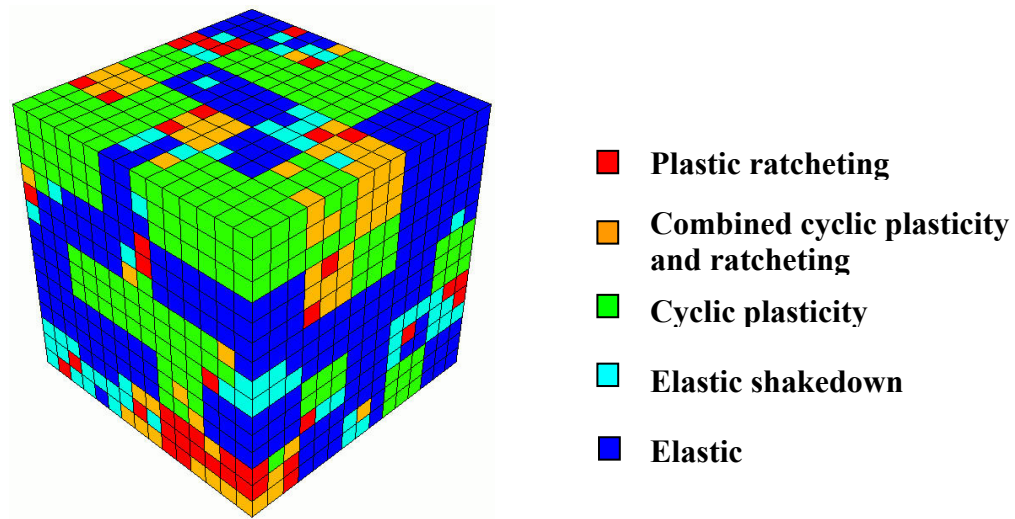 Plastic ratcheting
Combined cyclic plasticity
and ratcheting
Cyclic plasticity
Elastic shakedown
Elastic